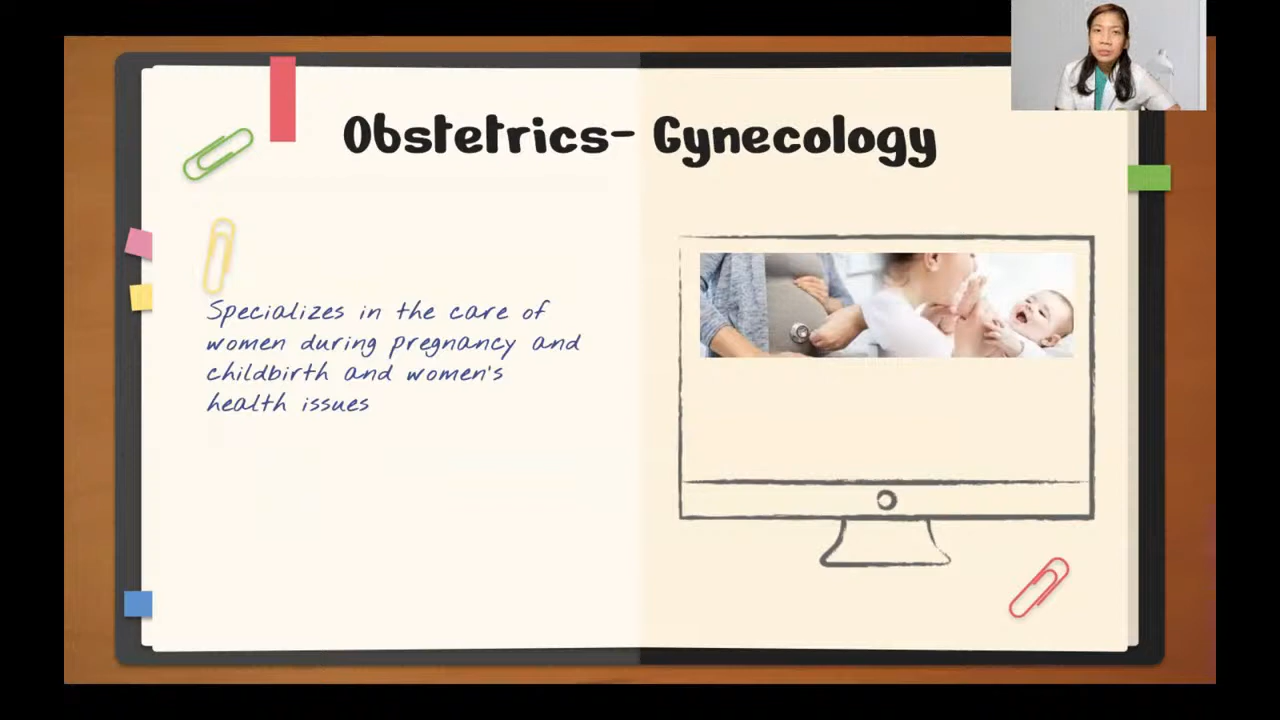 Obstetrics- Gynecology
Specializes in the care of
women during pregnancy and
childbirth and women's
health issues